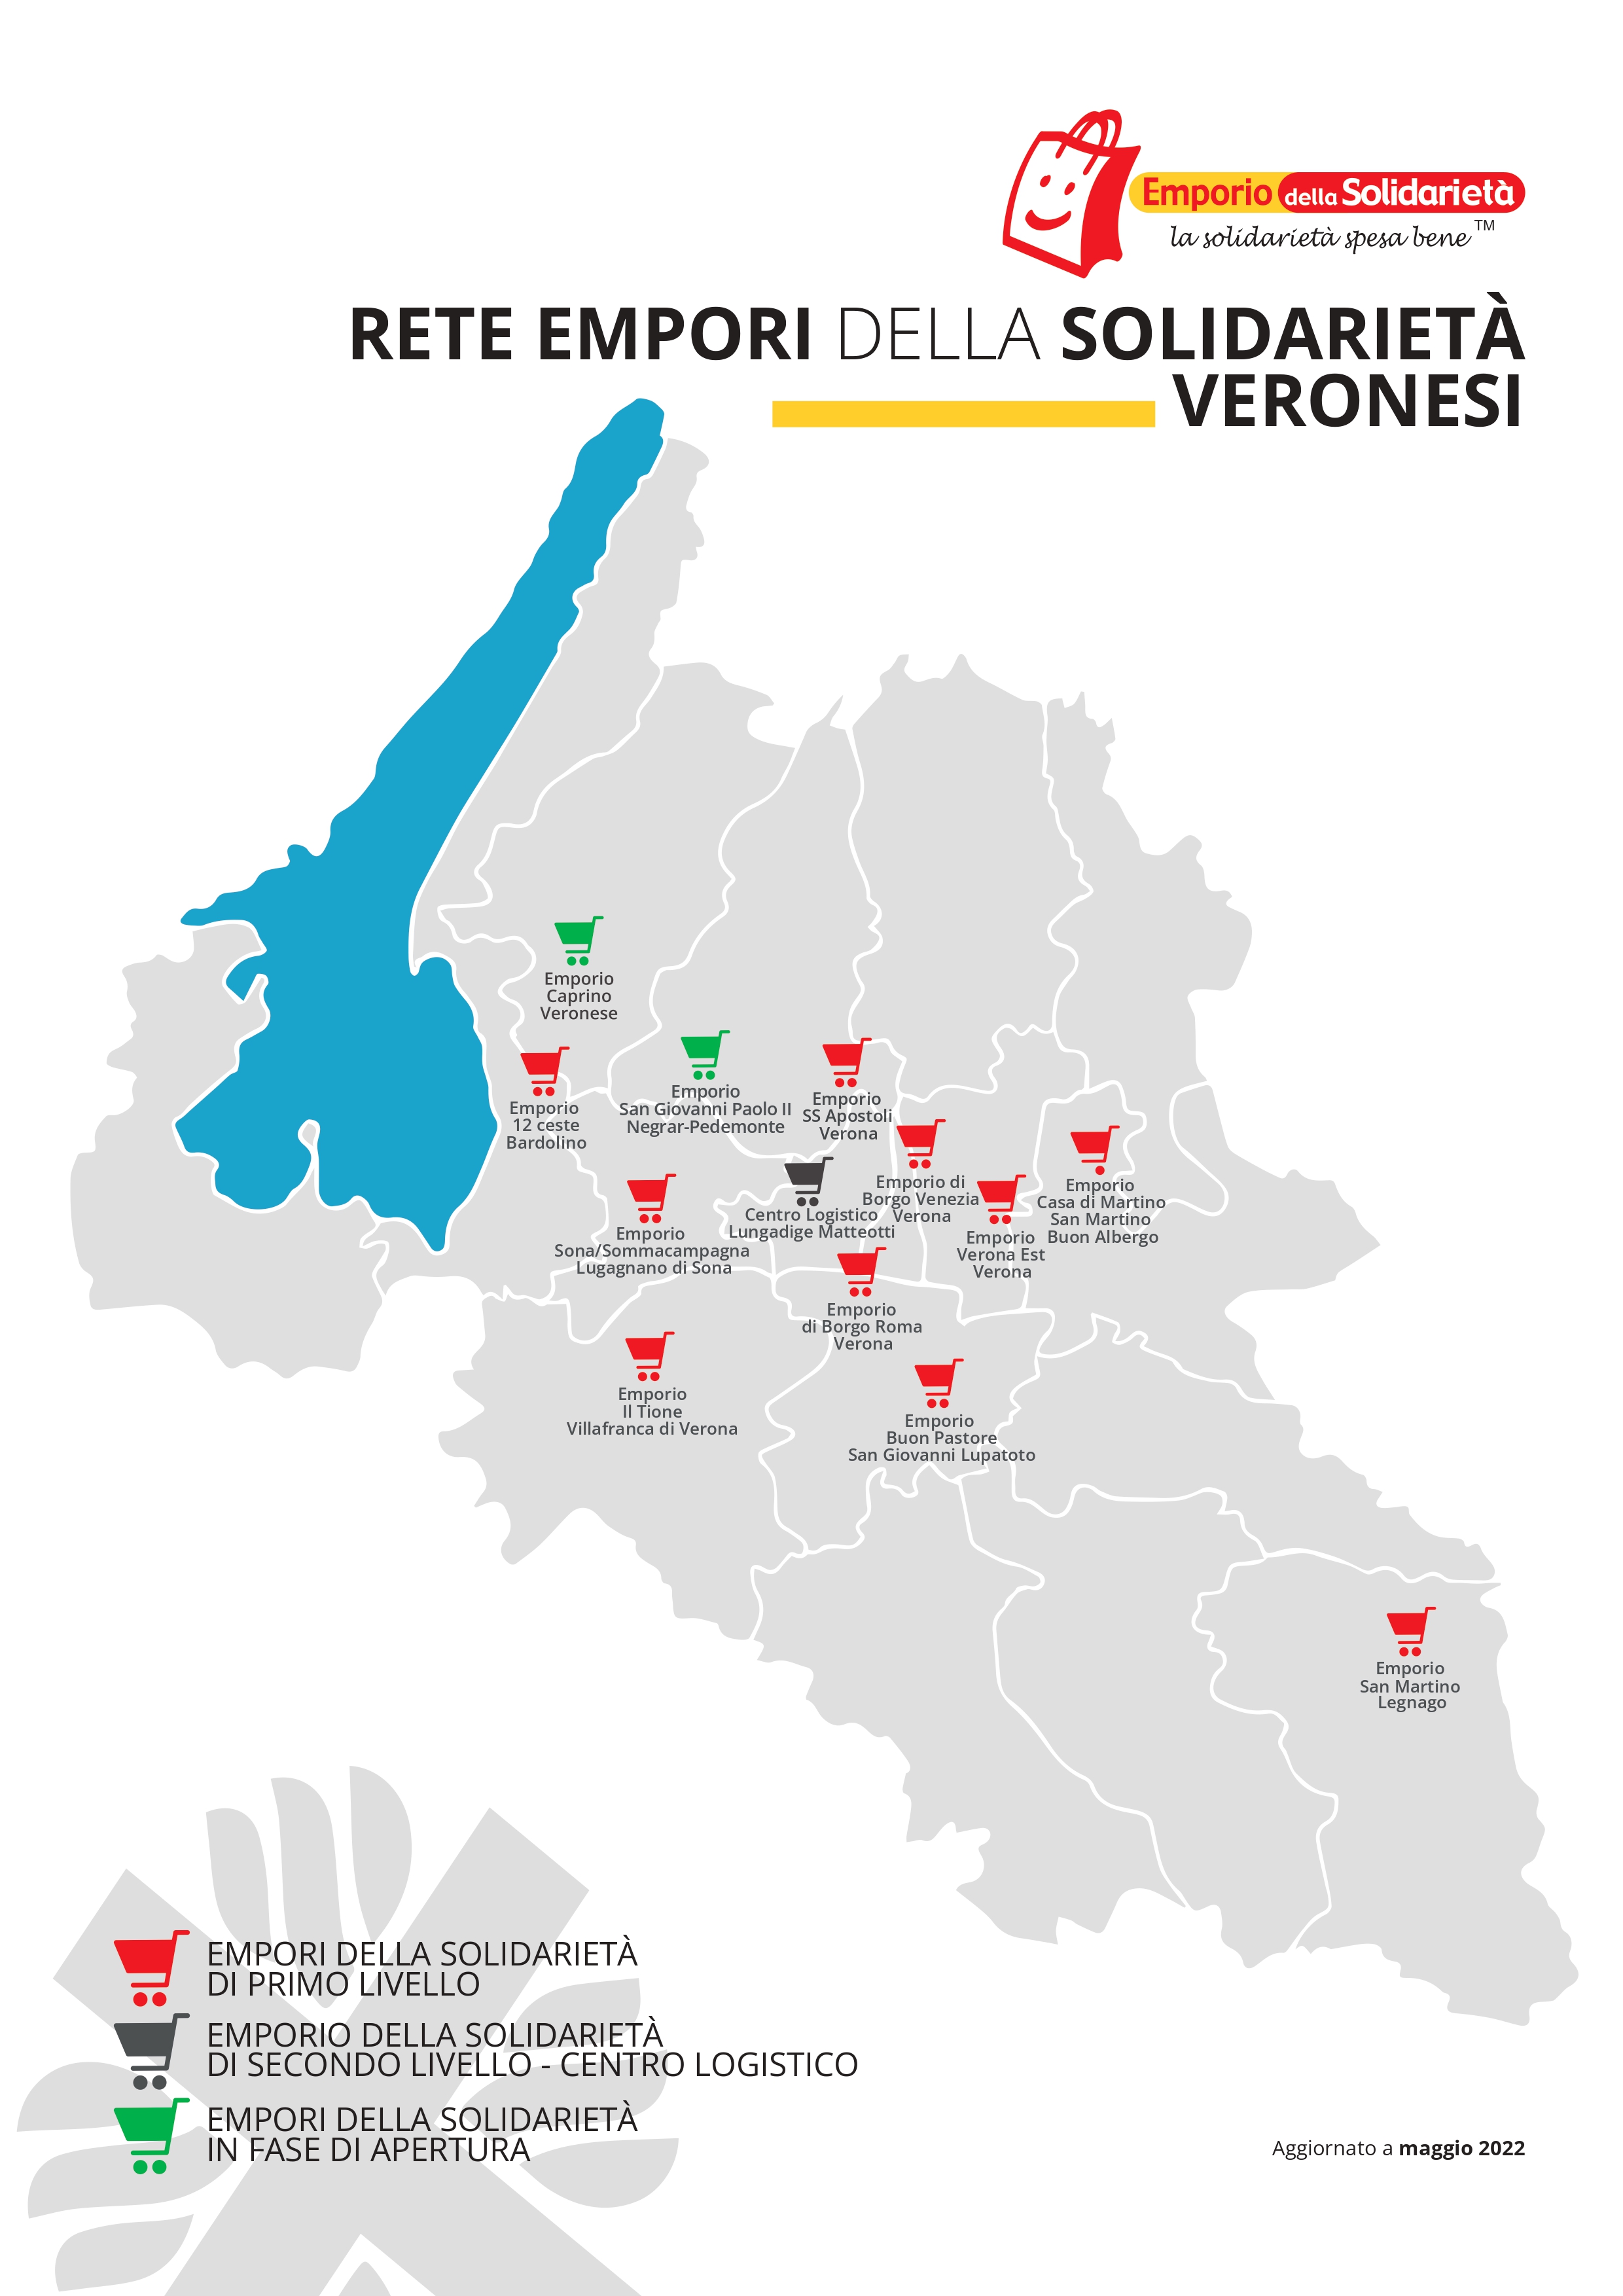 Emporio della Solidarietà
la solidarietà spesa bene TM
RETE EMPORI DELLA SOLIDARIETÀ
VERONESI
Emporio
Caprino
Veronese
Emporio
12 ceste
Bardolino
Emporio
San Giovanni Paolo II
Negrar-Pedemonte
Emporio
SS Apostoli
Verona
Emporio di
Borgo Venezia
Verona
Emporio
Casa di Martino
San Martino
Buon Albergo
Centro Logistico
Lungadige Matteotti
Emporio
Verona Est
Verona
Emporio
Sona/Sommacampagna
Lugagnano di Sona
Emporio
di Borgo Roma
Verona
Emporio
Il Tione
Villafranca di Verona
Emporio
Buon Pastore
San Giovanni Lupatoto
Emporio
San Martino
Legnago
EMPORI DELLA SOLIDARIETÀ
DI PRIMO LIVELLO
EMPORIO DELLA SOLIDARIETÀ
DI SECONDO LIVELLO - CENTRO LOGISTICO
EMPORI DELLA SOLIDARIETÀ
IN FASE DI APERTURA
Aggiornato a maggio 2022